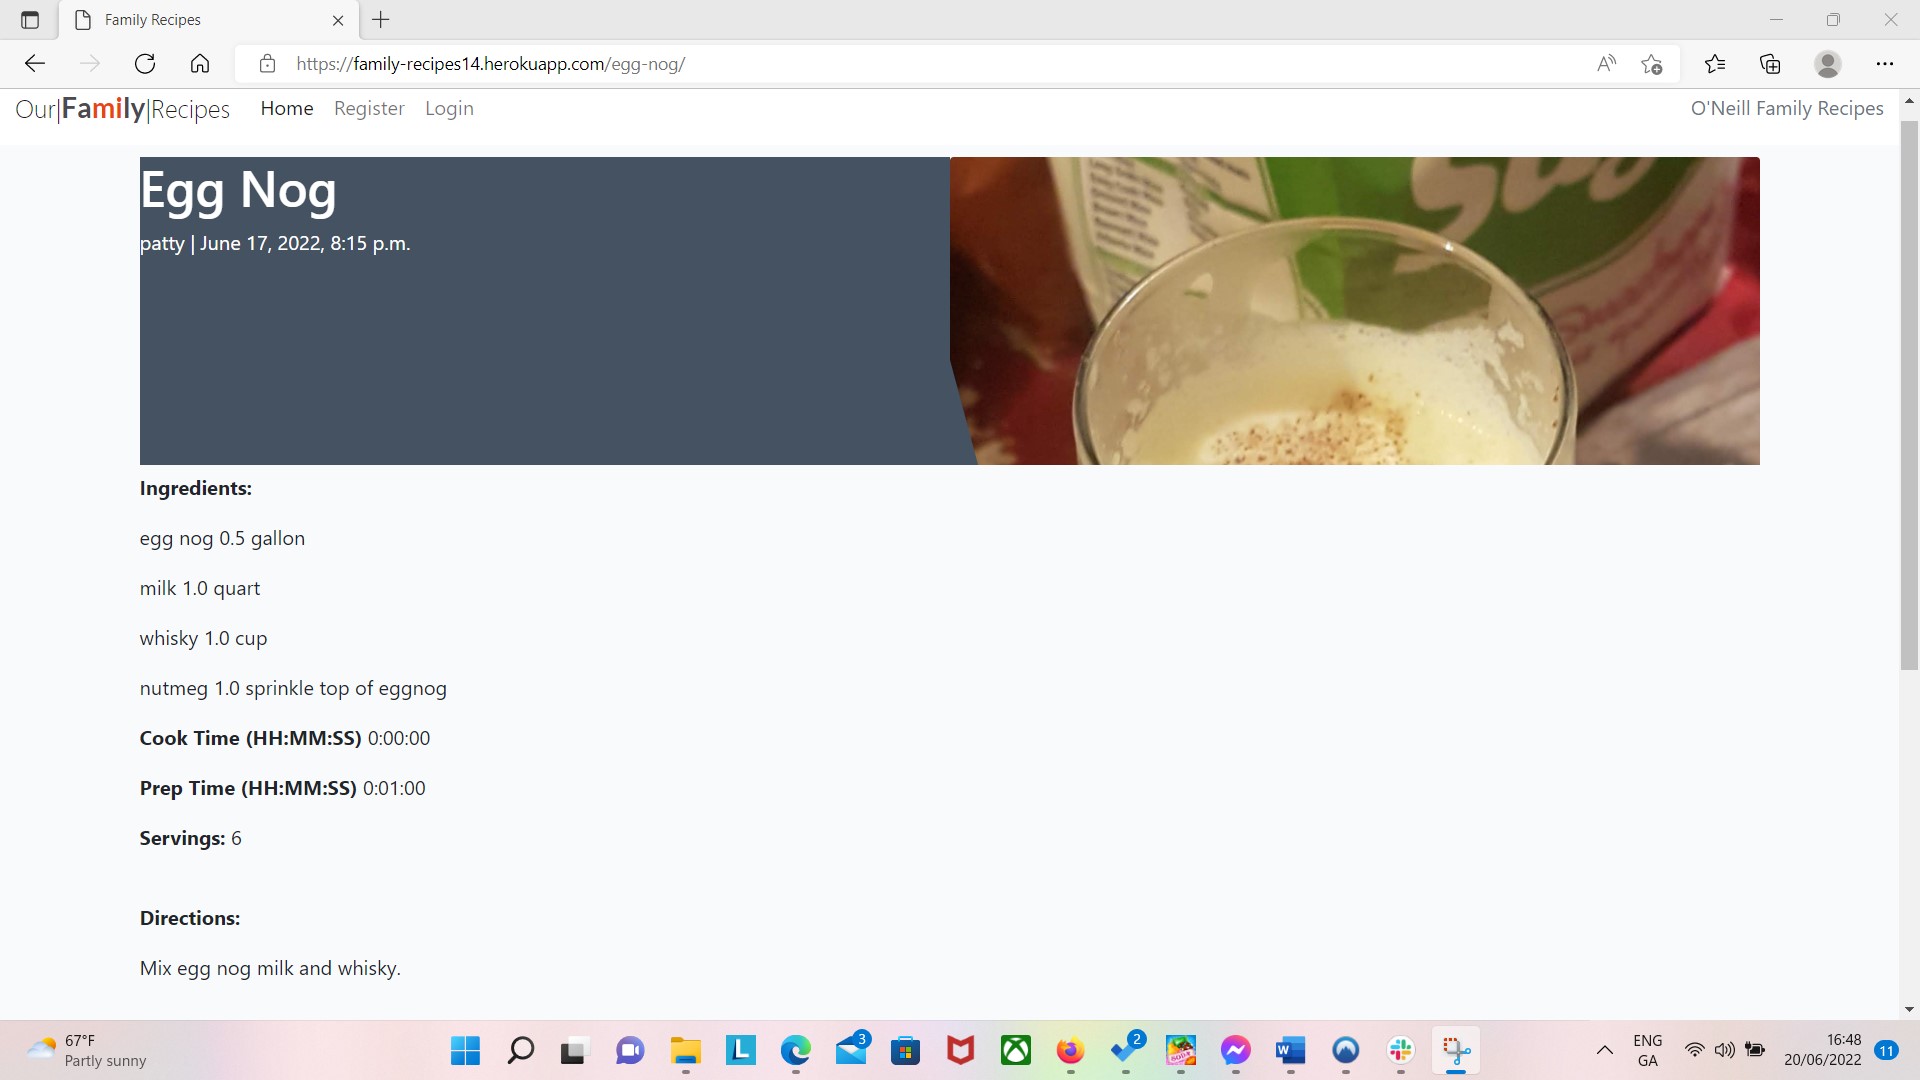 Family Recipes
https://family-recipes14.herokuapp.com/egg-nog/
Our|Family|Recipes Home Register Login O'Neill Family Recipes
Egg Nog
patty | June 17, 2022, 8:15 p.m.
Ingredients:
egg nog 0.5 gallon
milk 1.0 quart
whisky 1.0 cup
nutmeg 1.0 sprinkle top of eggnog
Cook Time (HH:MM:SS) 0:00:00
Prep Time (HH:MM:SS) 0:01:00
Servings: 6
Directions:
Mix egg nog milk and whisky.
67°F
Partly sunny
3
2
ENG
GA
16:48
20/06/2022
11